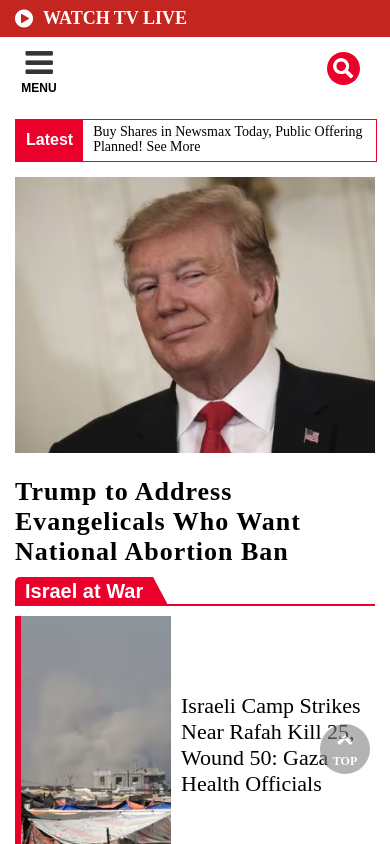 WATCH TV LIVE
MENU
Latest
Buy Shares in Newsmax Today, Public Offering
Planned! See More
Trump to Address
Evangelicals Who Want
National Abortion Ban
Israel at War
Israeli Camp Strikes
Near Rafah Kill 25,
Wound 50: Gaza
Health Officials
TOP